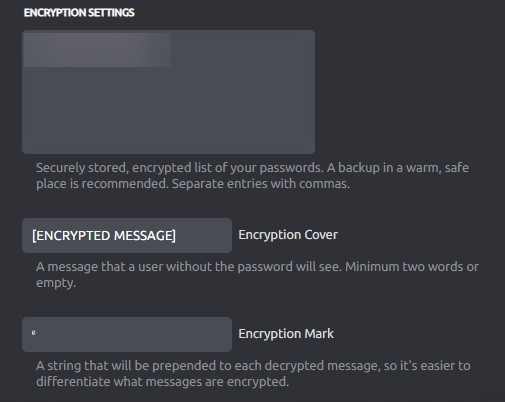 ENCRYPTION SETTINGS
Securely stored, encrypted list of your passwords. A backup in a warm, safe
place is recommended. Separate entries with commas.
[ENCRYPTED MESSAGE] Encryption Cover
A message that a user without the password will see. Minimum two words or
empty.
Encryption Mark
A string that will be prepended to each decrypted message, so it's easier to
differentiate what messages are encrypted.